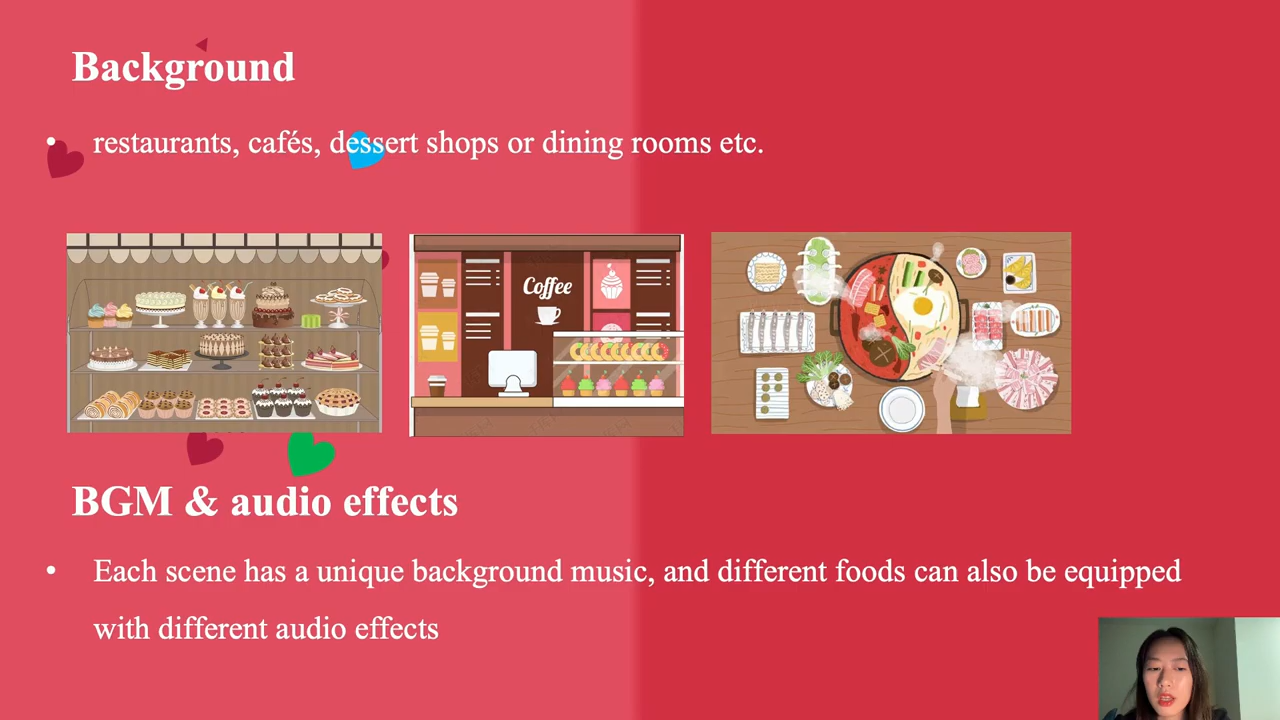 Background
• restaurants, cafés, dessert shops or dining rooms etc.
Coffee
BGM & audio effects
• Each scene has a unique background music, and different foods can also be equipped
with different audio effects